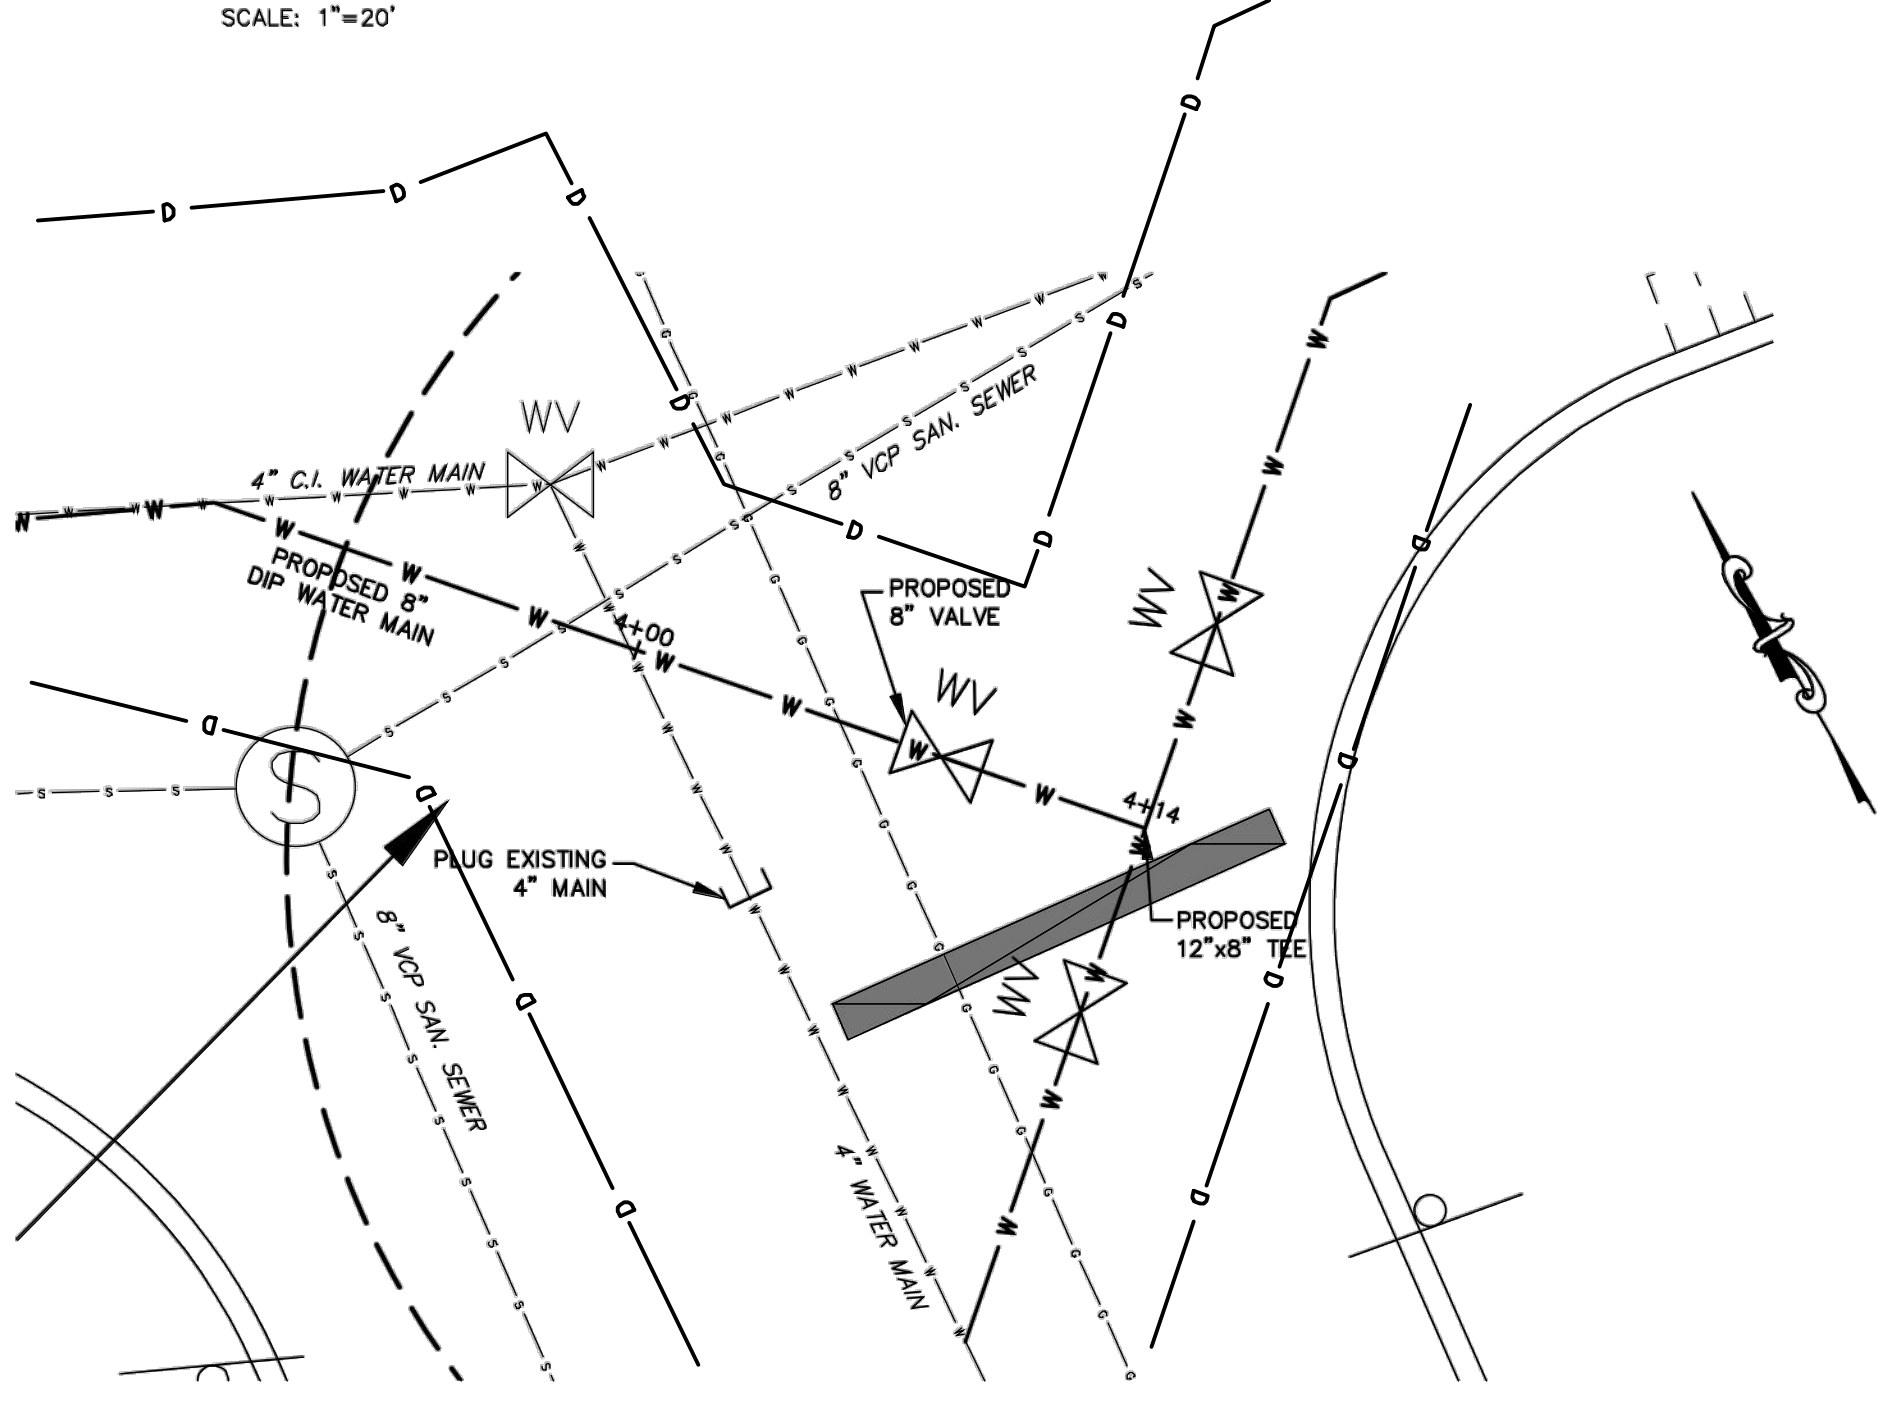 SCALE: 1"=20'
WV
4" C.I. WATER MAIN
8" VCP SAN. SEWER
PROPOSED 8"
DIP WATER MAIN
4+00
PROPOSED
8" VALVE
WV
WV
4+14
PLUG EXISTING
4" MAIN
PROPOSED
12"x8" TEE
WV
8" VCP SAN. SEWER
4" WATER MAIN
S